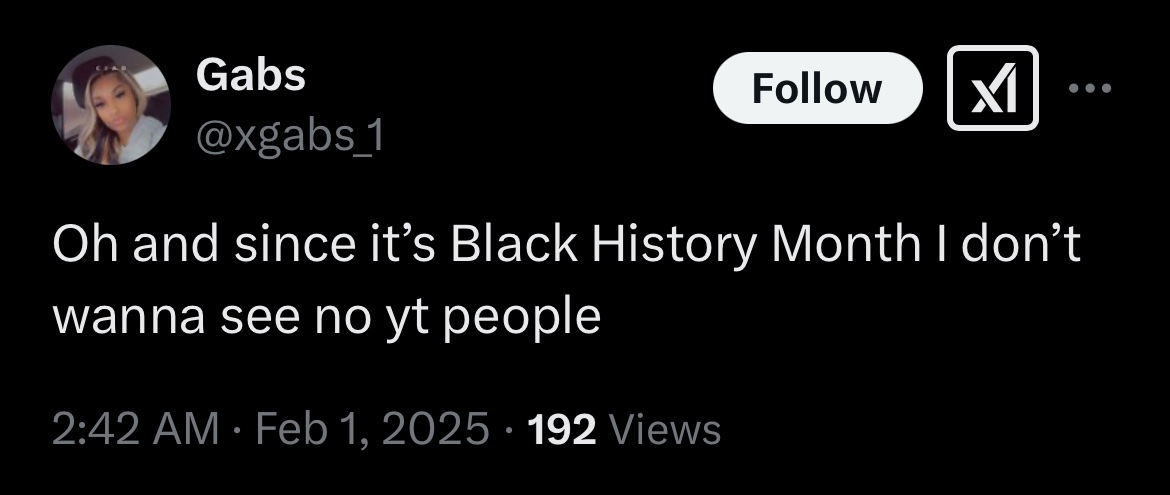 Gabs
Follow
@xgabs_1
Oh and since it’s Black History Month I don’t
wanna see no yt people
2:42 AM · Feb 1, 2025 · 192 Views